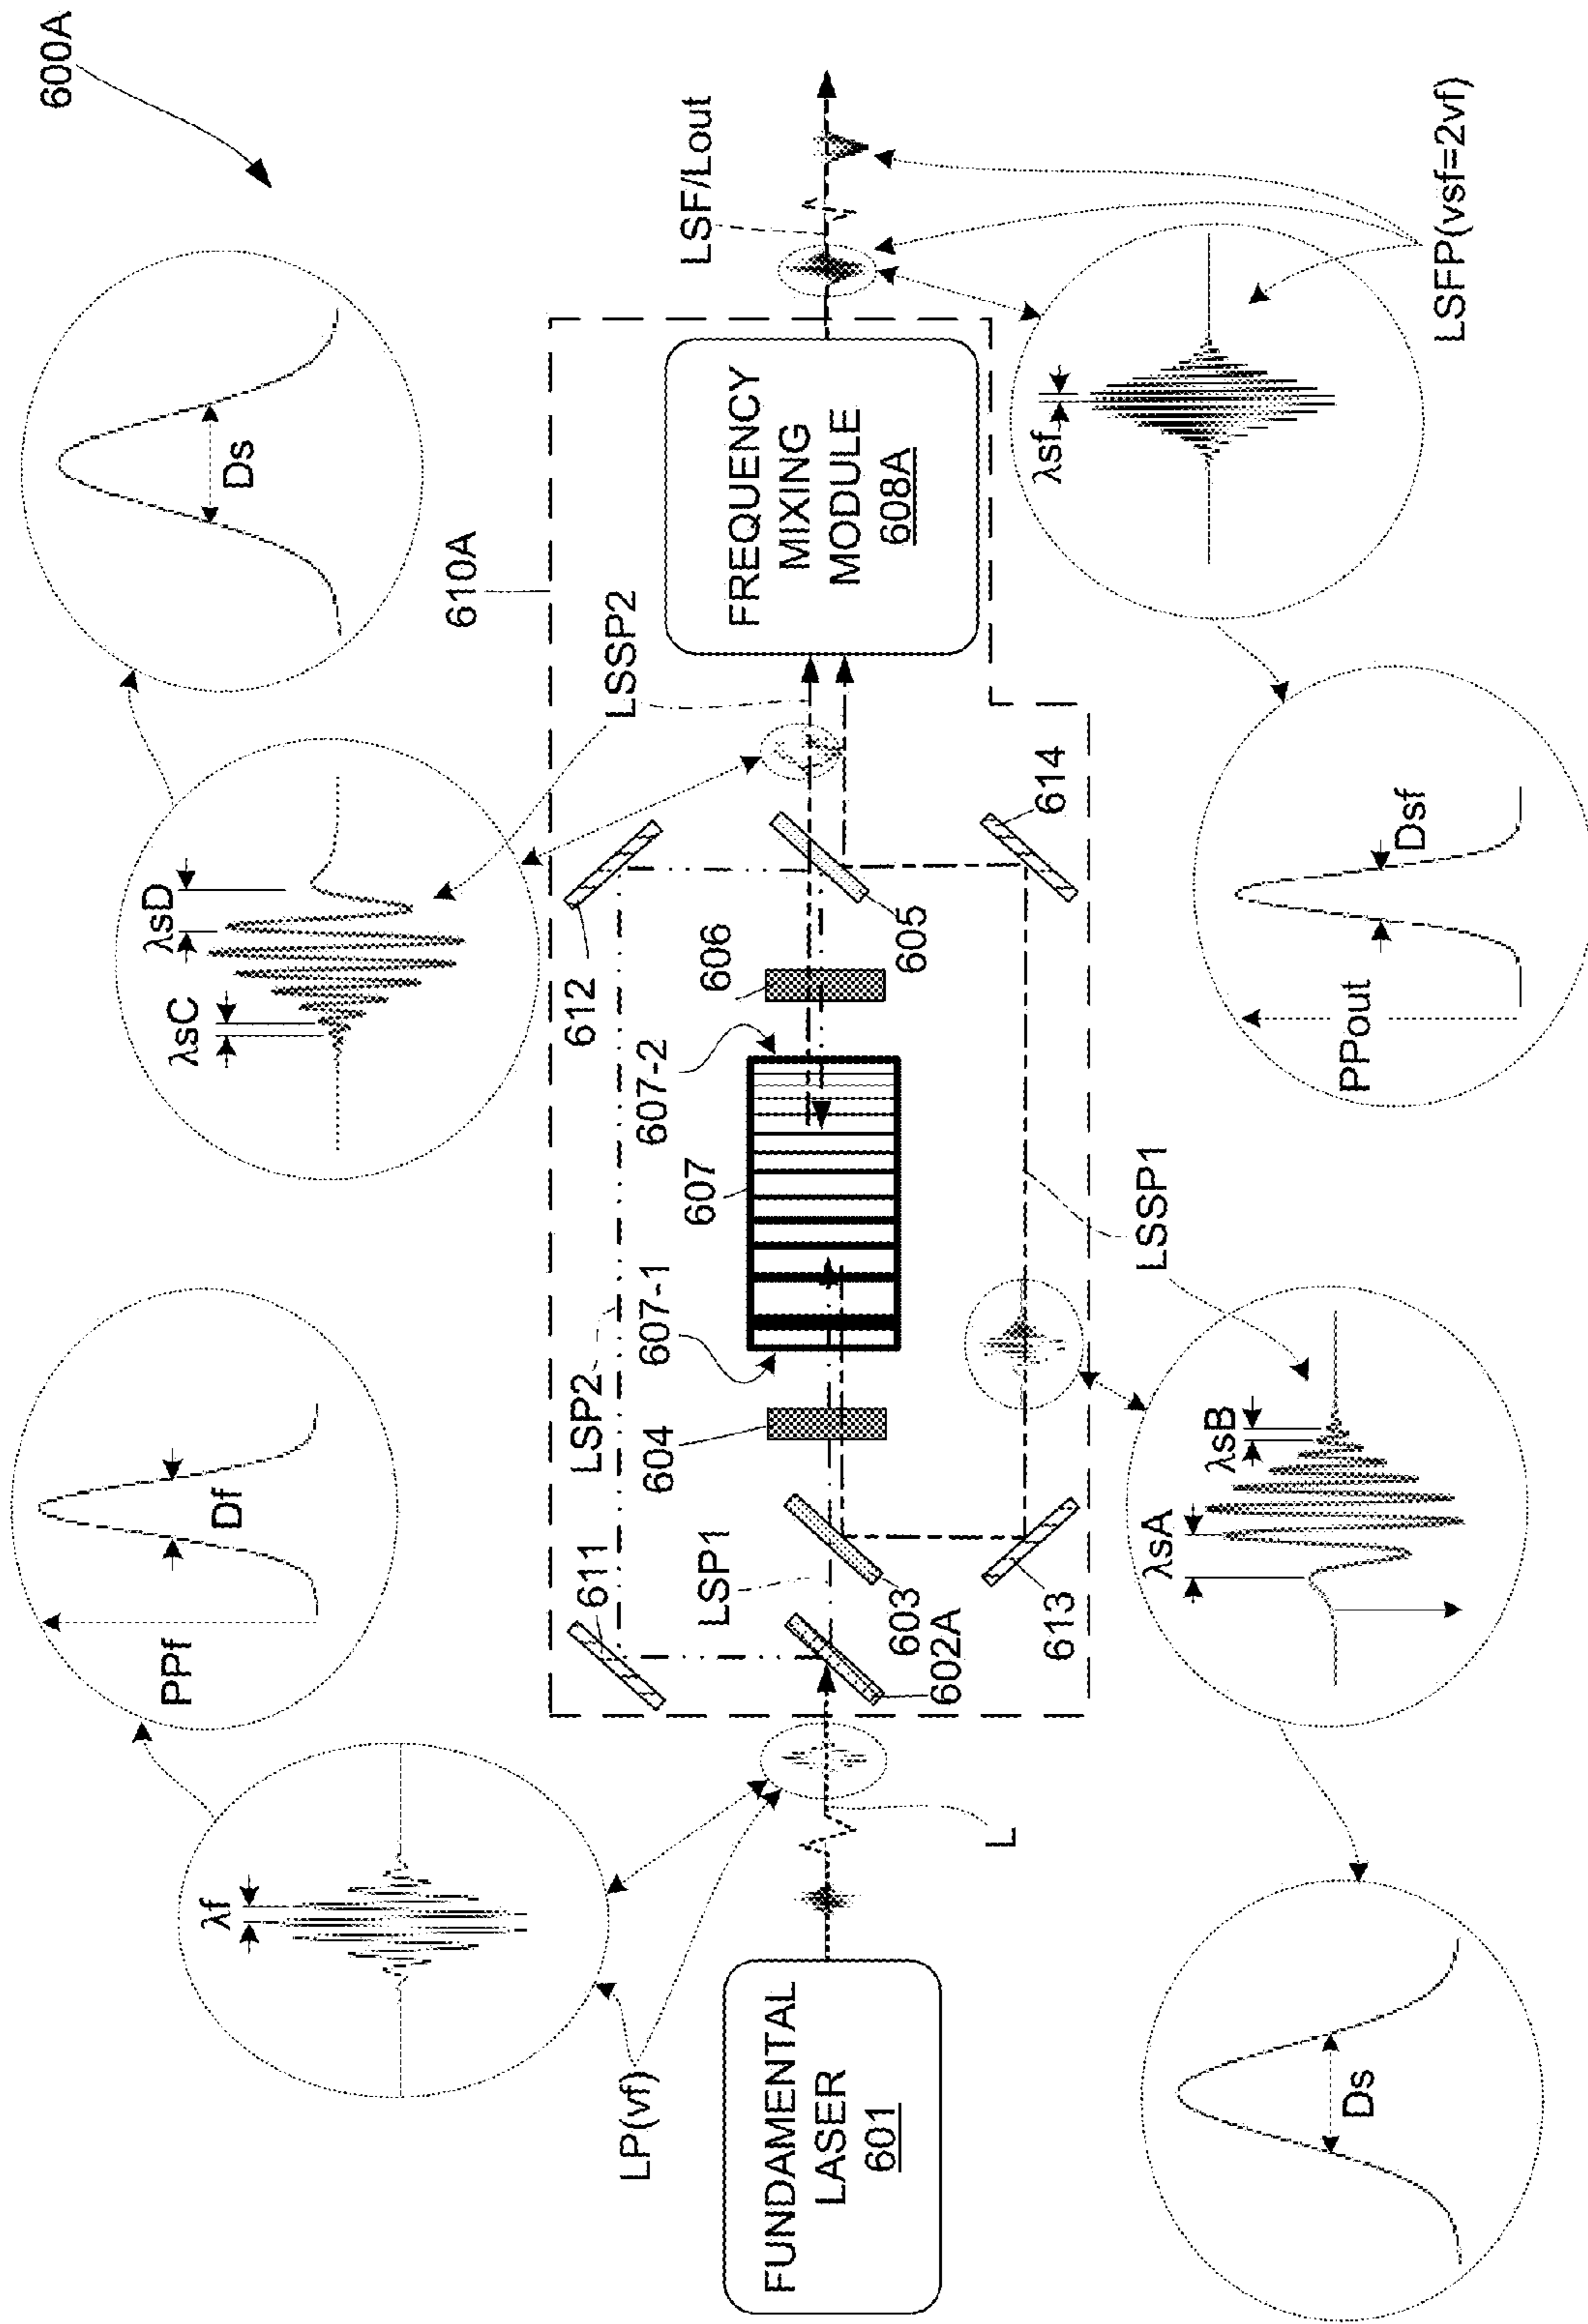 600A
LP(vf)
λf
PPf
Df
λsC
λsD
Ds
FUNDAMENTAL
LASER
601
L
610A
611
LSP2
612
LSSP2
LSP1
602A
603
604
607-1
607
607-2
606
605
613
614
LSSP1
FREQUENCY
MIXING
MODULE
608A
LSF/Lout
LSFP(vsf=2vf)
λsf
Ds
λsA
λsB
PPout
Dsf